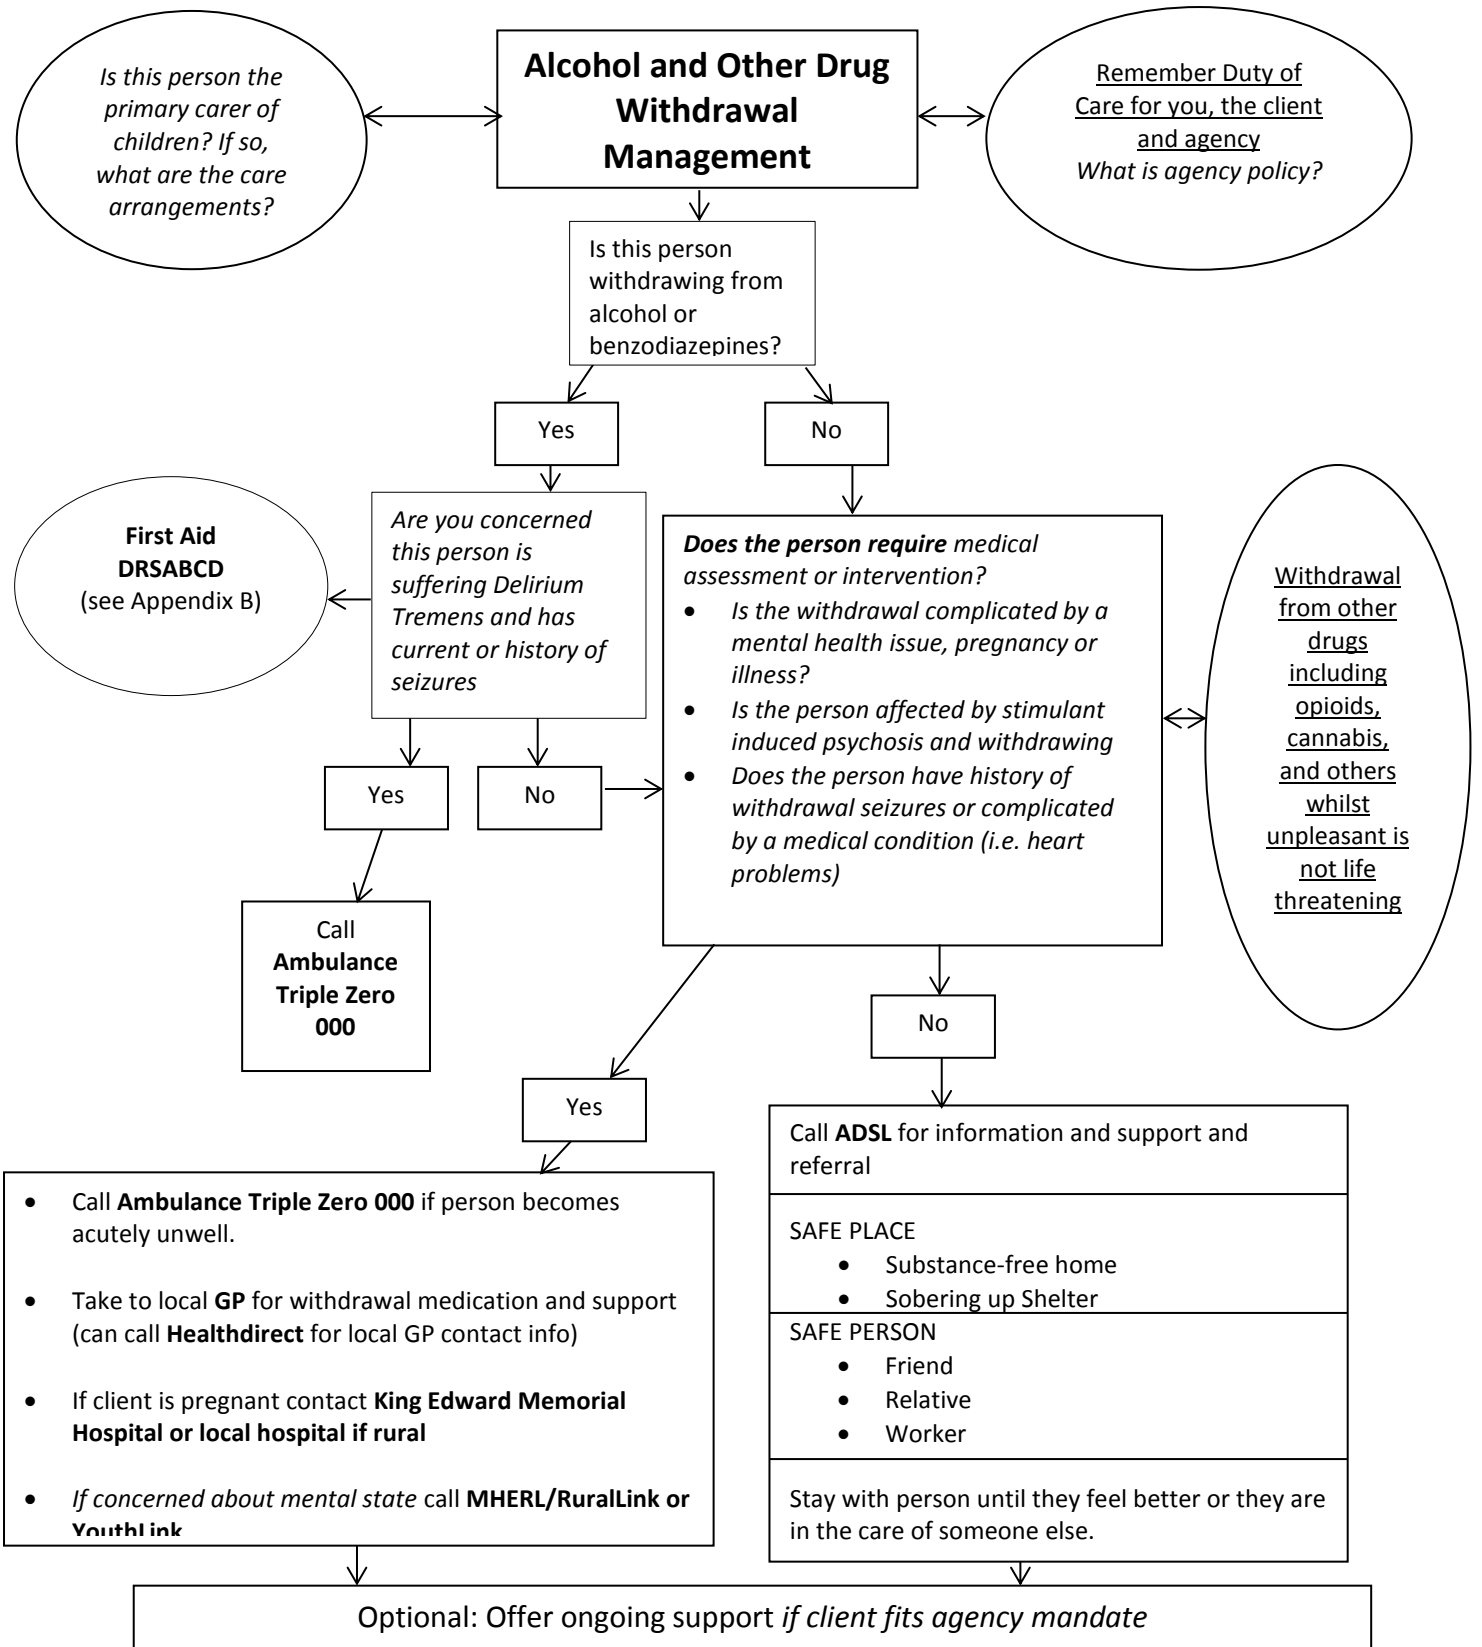 Is this person the
primary carer of
children? If so,
what are the care
arrangements?
Alcohol and Other Drug
Withdrawal
Management
Remember Duty of
Care for you, the client
and agency
What is agency policy?
Is this person
withdrawing from
alcohol or
benzodiazepines?
Yes
No
First Aid
DRSABCD
(see Appendix B)
Are you concerned
this person is
suffering Delirium
Tremens and has
current or history of
seizures
Does the person require medical
assessment or intervention?
• Is the withdrawal complicated by a
mental health issue, pregnancy or
illness?
• Is the person affected by stimulant
induced psychosis and withdrawing
• Does the person have history of
withdrawal seizures or complicated
by a medical condition (i.e. heart
problems)
Withdrawal
from other
drugs
including
opioids,
cannabis,
and others
whilst
unpleasant is
not life
threatening
Yes
No
Call
Ambulance
Triple Zero
000
No
Yes
• Call Ambulance Triple Zero 000 if person becomes
acutely unwell.
• Take to local GP for withdrawal medication and support
(can call Healthdirect for local GP contact info)
• If client is pregnant contact King Edward Memorial
Hospital or local hospital if rural
• If concerned about mental state call MHERL/RuralLink or
YouthLink
Call ADSL for information and support and
referral
SAFE PLACE
• Substance-free home
• Sobering up Shelter
SAFE PERSON
• Friend
• Relative
• Worker
Stay with person until they feel better or they are
in the care of someone else.
Optional: Offer ongoing support if client fits agency mandate